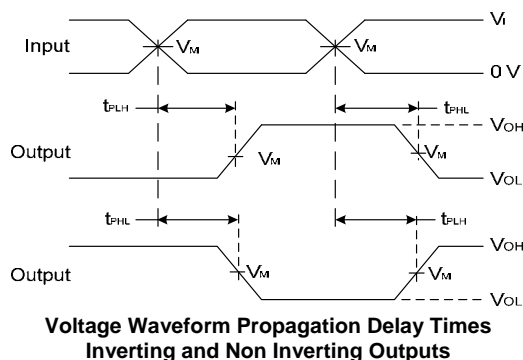 VI
Input
VM
VM
0 V
tPLH
tPHL
VOH
Output
VM
VM
VOL
tPHL
tPLH
VOH
Output
VM
VM
VOL
Voltage Waveform Propagation Delay Times
Inverting and Non Inverting Outputs